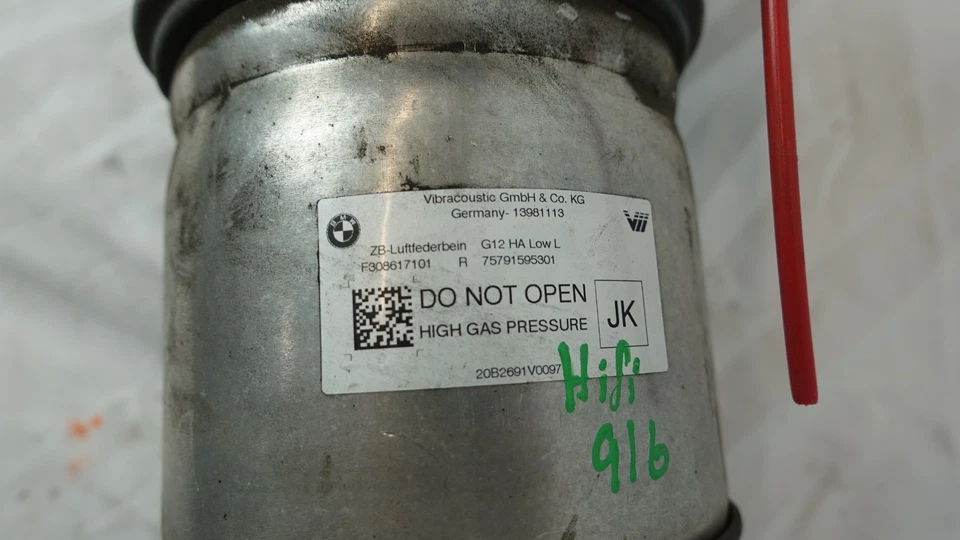 Vibracoustic GmbH & Co. KG
Germany- 13981113
BMW
ZB-Luftfederbein G12 HA Low L
F308617101 R 75791595301
DO NOT OPEN
HIGH GAS PRESSURE
JK
20B2691V0097
Hifi
916